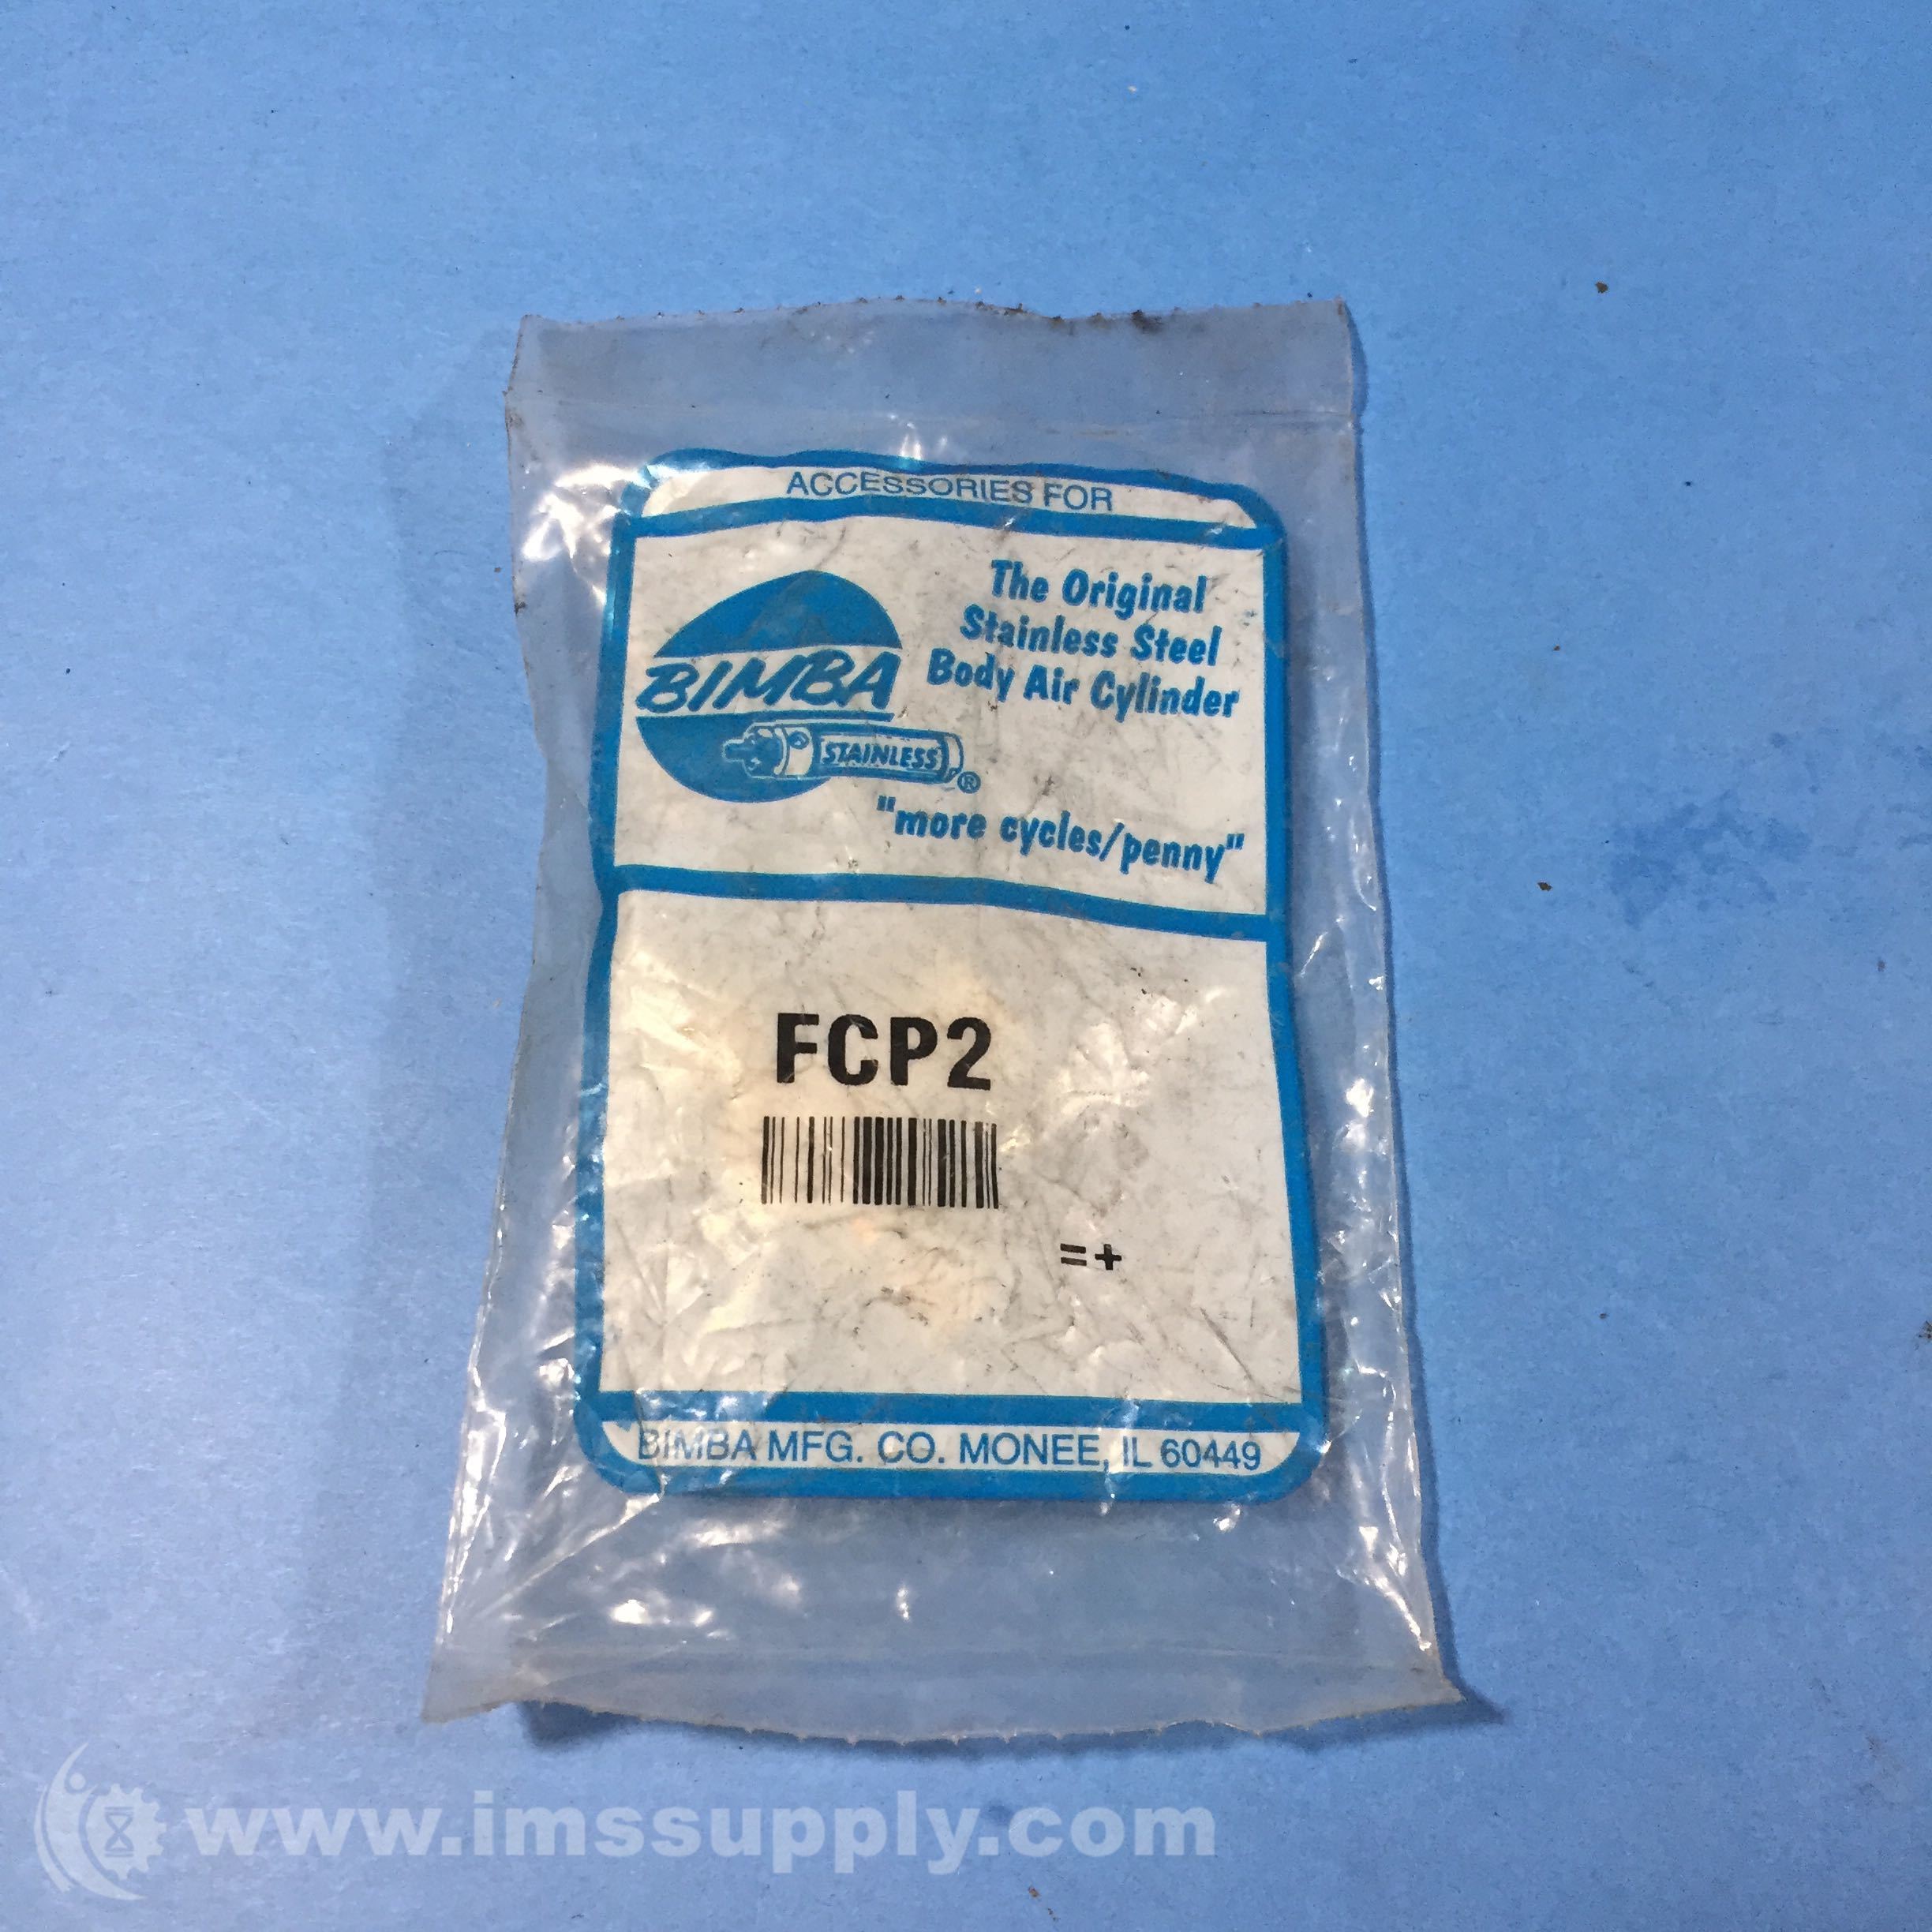 ACCESSORIES FOR
BIMBA
STAINLESS
®
The Original
Stainless Steel
Body Air Cylinder
"more cycles/penny"
FCP2
=+
BIMBA MFG. CO. MONEE, IL 60449
www.imssupply.com